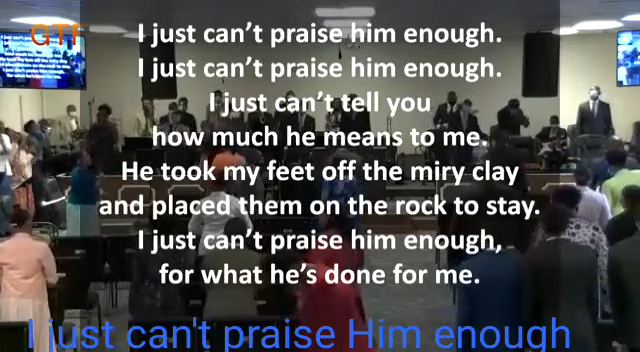 GTf
I just can't praise him enough.
I just can't praise him enough.
I just can't tell you
how much he means to me.
He took my feet off the miry clay
and placed them on the rock to stay.
I just can't praise him enough,
for what he's done for me.
I just can't praise Him enough